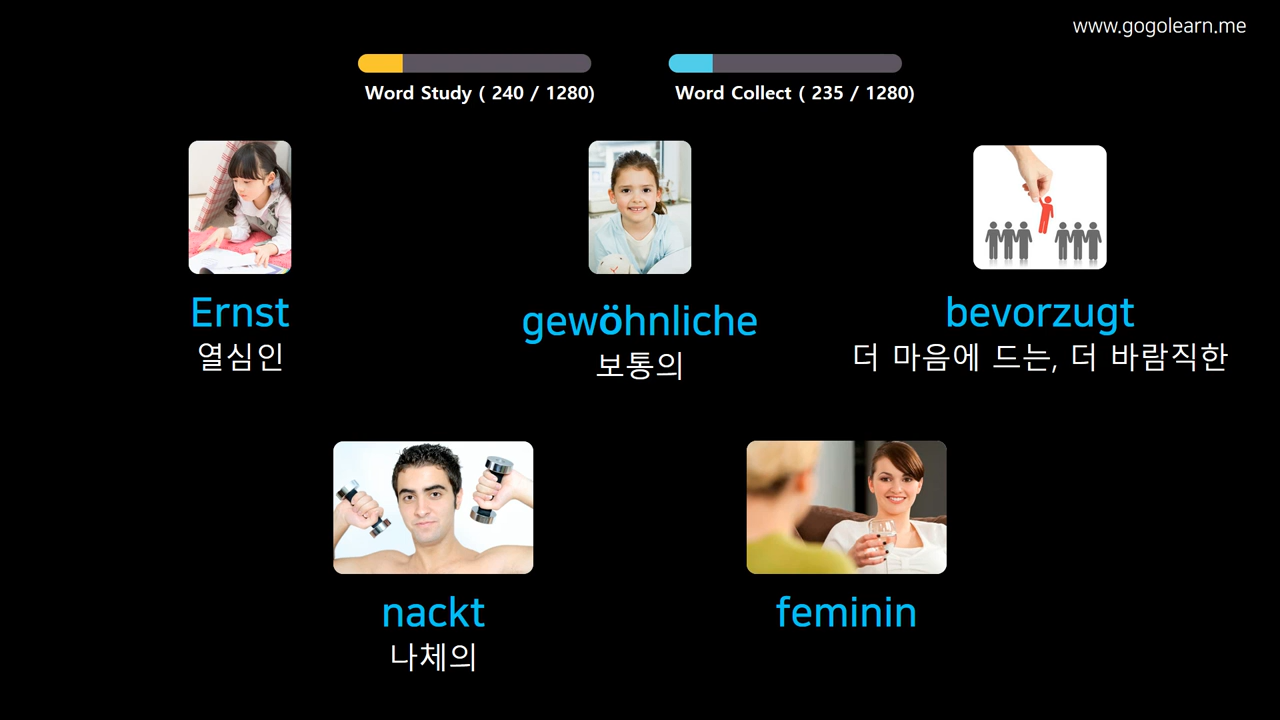 www.gogolearn.me
Word Study ( 240 / 1280)
Word Collect ( 235 / 1280)
Ernst
열심인
gewöhnliche
보통의
bevorzugt
더 마음에 드는, 더 바람직한
nackt
나체의
feminin